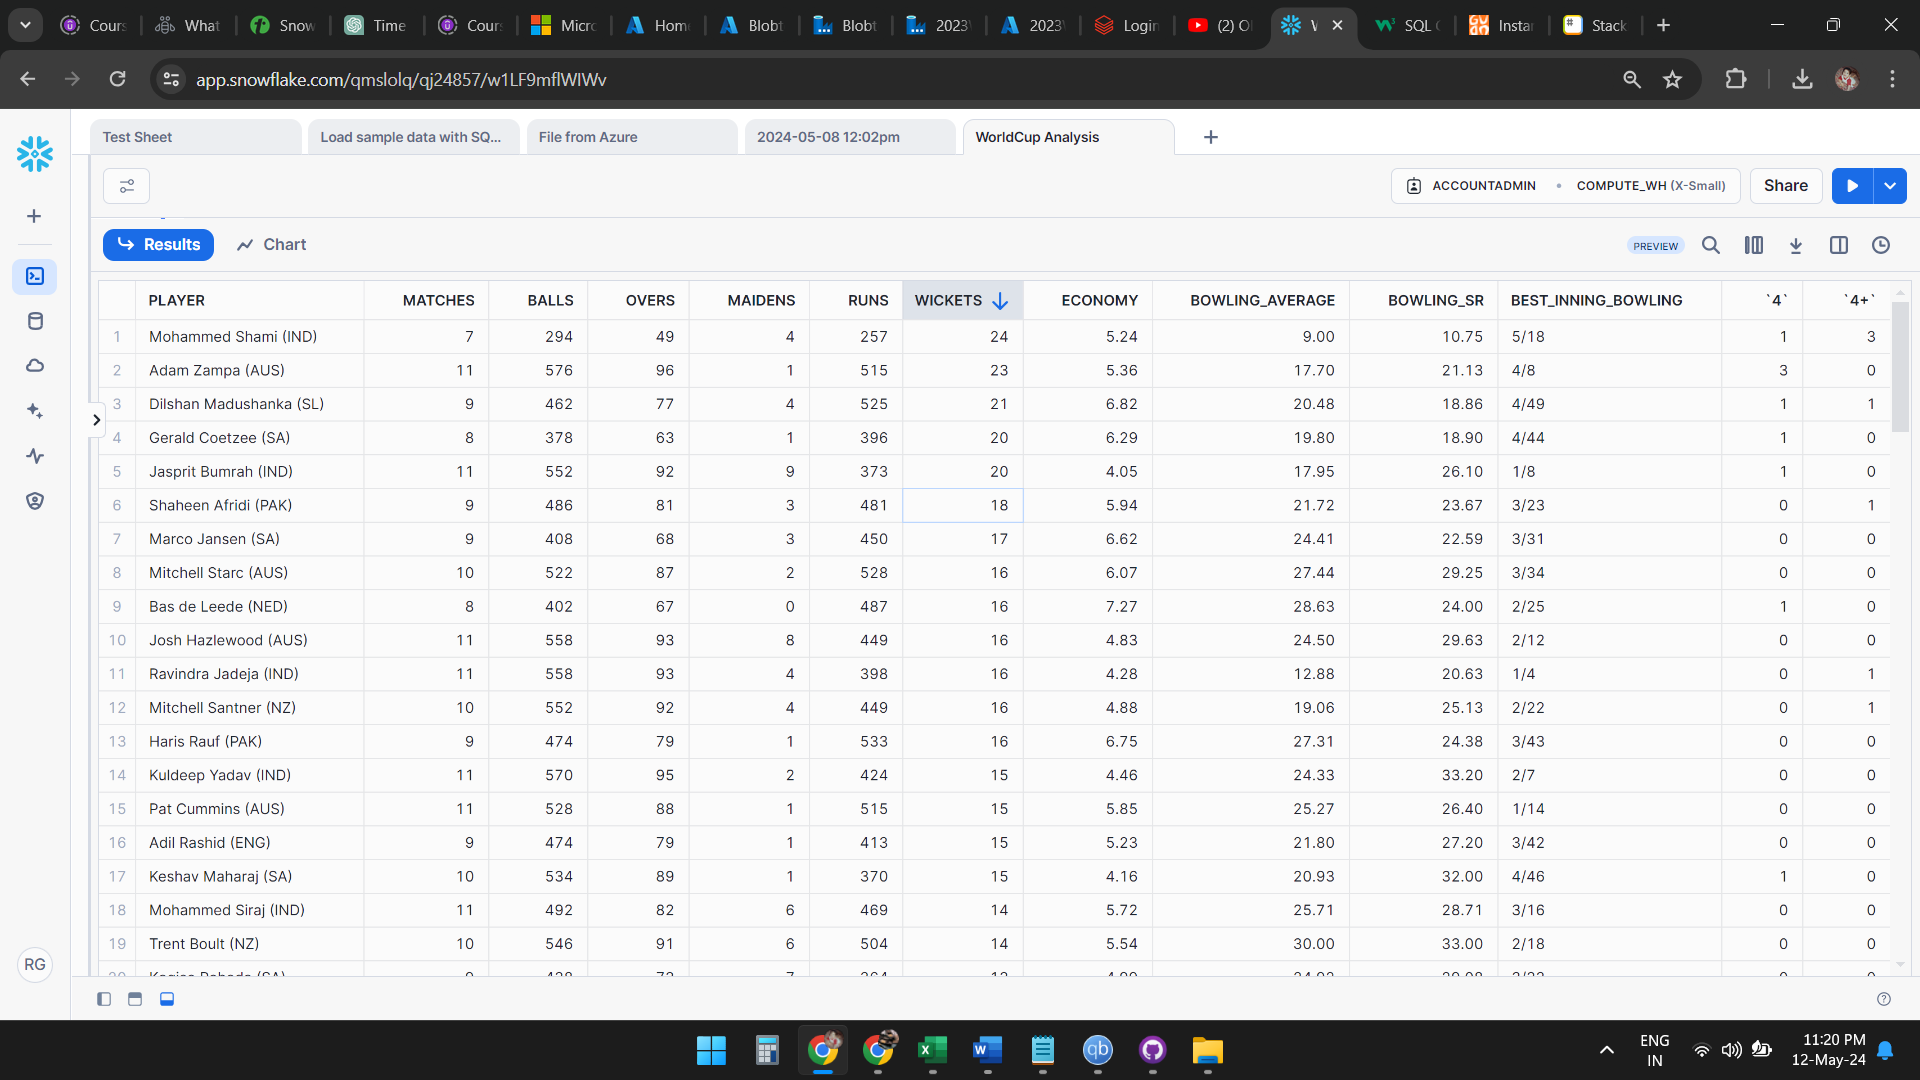 Cours What Snow Time Cours Micro Home Blobt Blobt 2023 2023 Login (2) Ol SQL Insta Stack
app.snowflake.com/qmslolq/qj24857/w1LF9mflWIWv
Test Sheet Load sample data with SQ... File from Azure 2024-05-08 12:02pm WorldCup Analysis
ACCOUNTADMIN • COMPUTE_WH (X-Small) Share
Results Chart PREVIEW
PLAYER MATCHES BALLS OVERS MAIDENS RUNS WICKETS ECONOMY BOWLING_AVERAGE BOWLING_SR BEST_INNING_BOWLING `4` `4+`
1 Mohammed Shami (IND) 7 294 49 4 257 24 5.24 9.00 10.75 5/18 1 3
2 Adam Zampa (AUS) 11 576 96 1 515 23 5.36 17.70 21.13 4/8 3 0
3 Dilshan Madushanka (SL) 9 462 77 4 525 21 6.82 20.48 18.86 4/49 1 1
4 Gerald Coetzee (SA) 8 378 63 1 396 20 6.29 19.80 18.90 4/44 1 0
5 Jasprit Bumrah (IND) 11 552 92 9 373 20 4.05 17.95 26.10 1/8 1 0
6 Shaheen Afridi (PAK) 9 486 81 3 481 18 5.94 21.72 23.67 3/23 0 1
7 Marco Jansen (SA) 9 408 68 3 450 17 6.62 24.41 22.59 3/31 0 0
8 Mitchell Starc (AUS) 10 522 87 2 528 16 6.07 27.44 29.25 3/34 0 0
9 Bas de Leede (NED) 8 402 67 0 487 16 7.27 28.63 24.00 2/25 1 0
10 Josh Hazlewood (AUS) 11 558 93 8 449 16 4.83 24.50 29.63 2/12 0 0
11 Ravindra Jadeja (IND) 11 558 93 4 398 16 4.28 12.88 20.63 1/4 0 1
12 Mitchell Santner (NZ) 10 552 92 4 449 16 4.88 19.06 25.13 2/22 0 1
13 Haris Rauf (PAK) 9 474 79 1 533 16 6.75 27.31 24.38 3/43 0 0
14 Kuldeep Yadav (IND) 11 570 95 2 424 15 4.46 24.33 33.20 2/7 0 0
15 Pat Cummins (AUS) 11 528 88 1 515 15 5.85 25.27 26.40 1/14 0 0
16 Adil Rashid (ENG) 9 474 79 1 413 15 5.23 21.80 27.20 3/42 0 0
17 Keshav Maharaj (SA) 10 534 89 1 370 15 4.16 20.93 32.00 4/46 1 0
18 Mohammed Siraj (IND) 11 492 82 6 469 14 5.72 25.71 28.71 3/16 0 0
19 Trent Boult (NZ) 10 546 91 6 504 14 5.54 30.00 33.00 2/18 0 0
RG
ENG 11:20 PM
IN 12-May-24